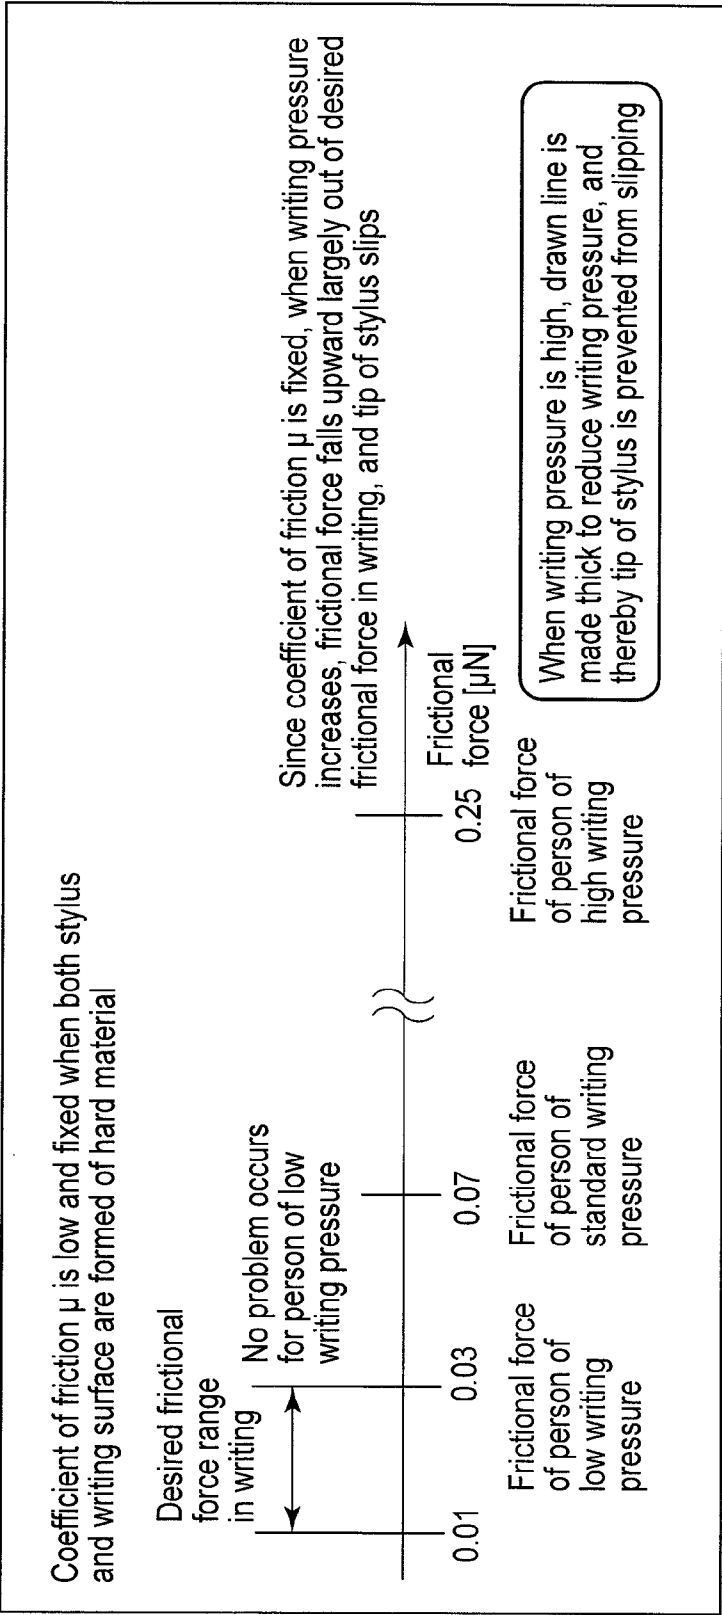 Coefficient of friction μ is low and fixed when both stylus
and writing surface are formed of hard material
Desired frictional
force range
in writing
No problem occurs
for person of low
writing pressure
Since coefficient of friction μ is fixed, when writing pressure
increases, frictional force falls upward largely out of desired
frictional force in writing, and tip of stylus slips
0.01
0.03
0.07
0.25
Frictional
force [μN]
Frictional force
of person of
low writing
pressure
Frictional force
of person of
standard writing
pressure
Frictional force
of person of
high writing
pressure
When writing pressure is high, drawn line is
made thick to reduce writing pressure, and
thereby tip of stylus is prevented from slipping